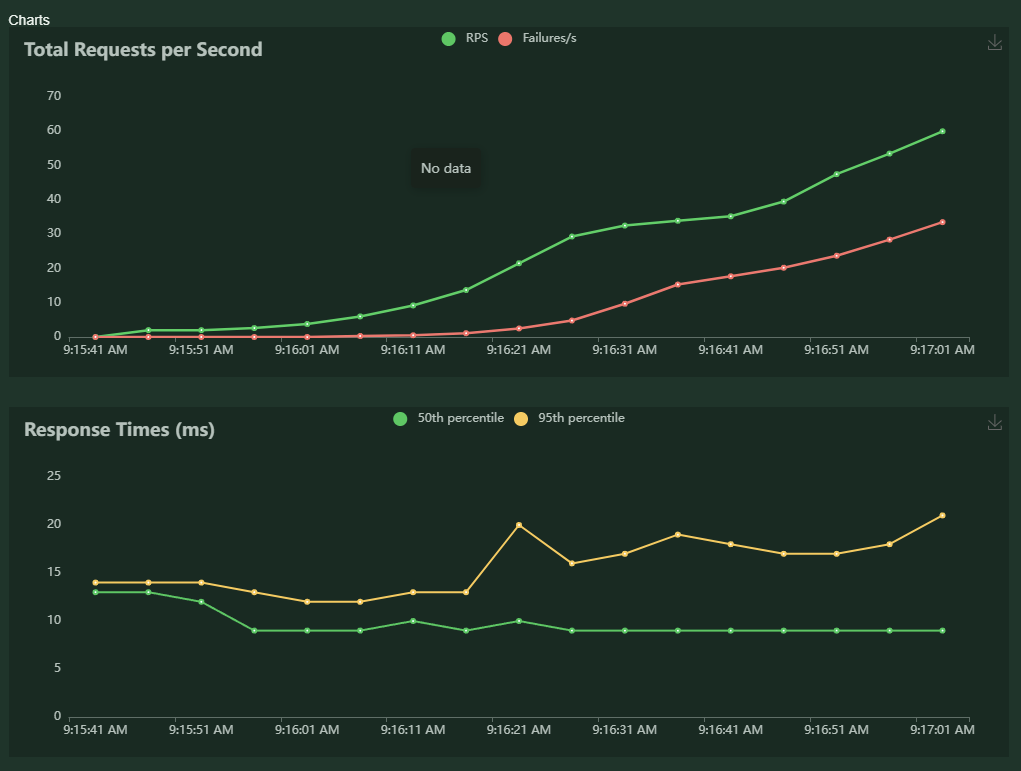 Charts
Total Requests per Second
RPS Failures/s
70
60
No data
50
40
30
20
10
0
9:15:41 AM 9:15:51 AM 9:16:01 AM 9:16:11 AM 9:16:21 AM 9:16:31 AM 9:16:41 AM 9:16:51 AM 9:17:01 AM
Response Times (ms)
50th percentile 95th percentile
25
20
15
10
5
0
9:15:41 AM 9:15:51 AM 9:16:01 AM 9:16:11 AM 9:16:21 AM 9:16:31 AM 9:16:41 AM 9:16:51 AM 9:17:01 AM